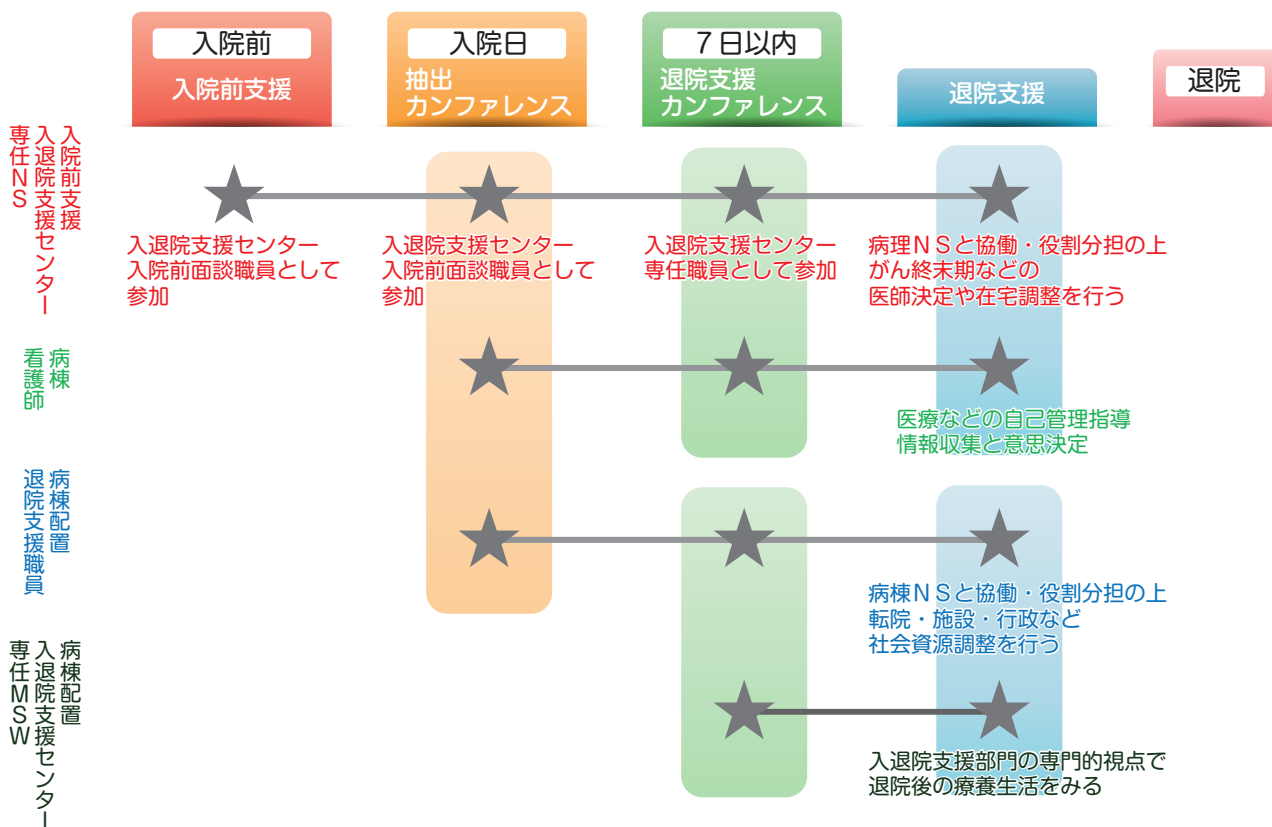 入院前
入院前支援
入院日
抽出
カンファレンス
7日以内
退院支援
カンファレンス
退院支援
退院
入院前支援
入退院支援センター
専任NS
入退院支援センター
入院前面談職員として
参加
入退院支援センター
入院前面談職員として
参加
入退院支援センター
専任職員として参加
病理NSと協働・役割分担の上
がん終末期などの
医師決定や在宅調整を行う
病棟
看護師
医療などの自己管理指導
情報収集と意思決定
病棟配置
退院支援職員
病棟NSと協働・役割分担の上
転院・施設・行政など
社会資源調整を行う
病棟配置
入退院支援センター
専任MSW
入退院支援部門の専門的視点で
退院後の療養生活をみる